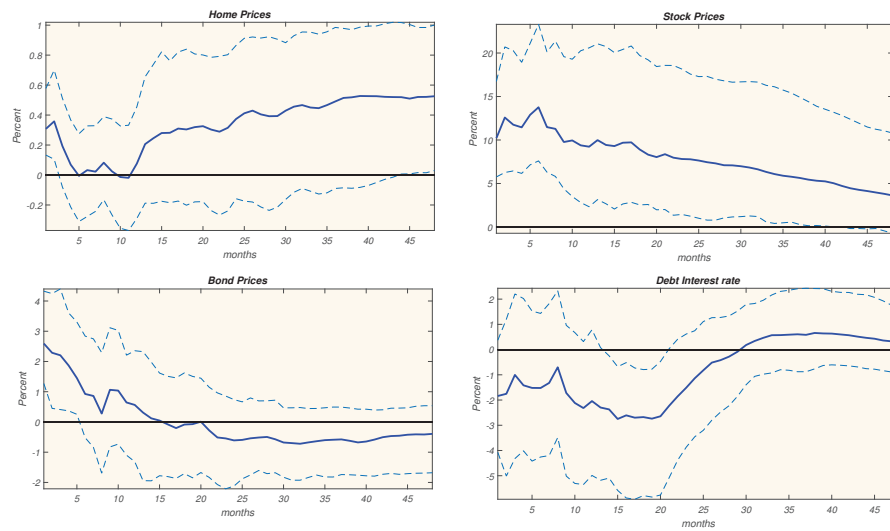 Home Prices
1
0.8
0.6
0.4
0.2
0
-0.2
Percent
5 10 15 20 25 30 35 40 45
months
Stock Prices
20
15
10
5
0
Percent
5 10 15 20 25 30 35 40 45
months
Bond Prices
4
3
2
1
0
-1
-2
Percent
5 10 15 20 25 30 35 40 45
months
Debt Interest rate
2
1
0
-1
-2
-3
-4
-5
Percent
5 10 15 20 25 30 35 40 45
months